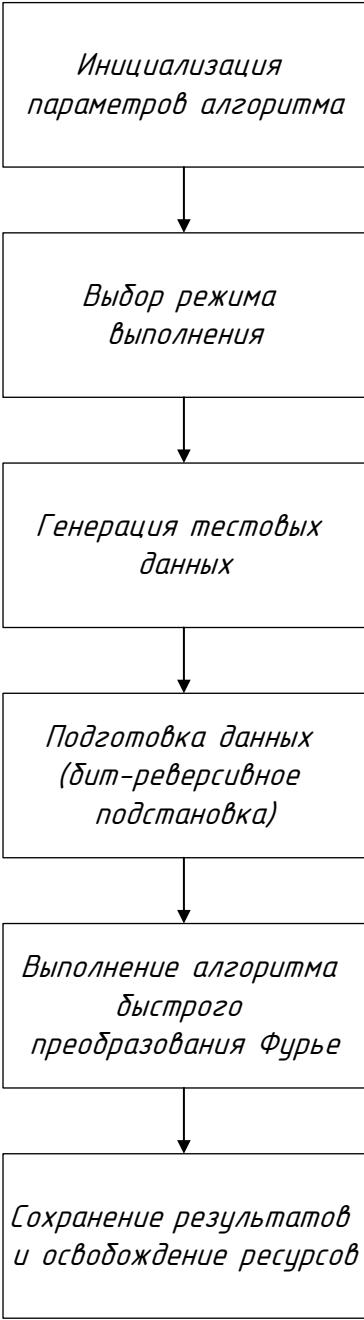 Инициализация
параметров алгоритма
Выбор режима
выполнения
Генерация тестовых
данных
Подготовка данных
(бит-реверсивное
подстановка)
Выполнение алгоритма
быстрого
преобразования Фурье
Сохранение результатов
и освобождение ресурсов